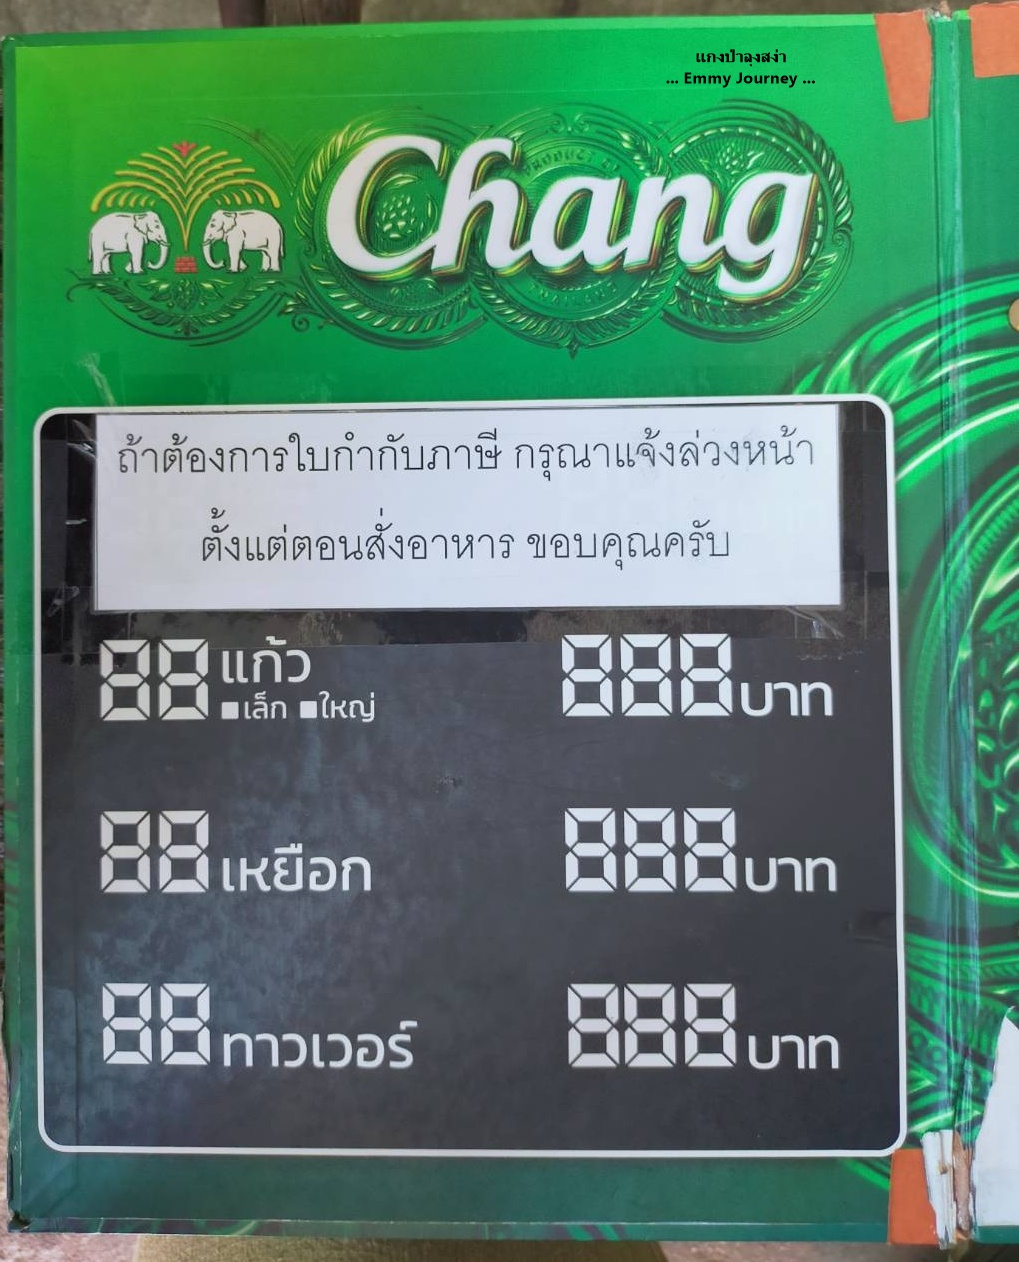 แกงป่าลุงสง่า
... Emmy Journey ...
Chang
ถ้าต้องการใบกำกับภาษี กรุณาแจ้งล่วงหน้า
ตั้งแต่ตอนสั่งอาหาร ขอบคุณครับ
88 แก้ว 888 บาท
■เล็ก ■ใหญ่
88 เหยือก 888 บาท
88 ทาวเวอร์ 888 บาท